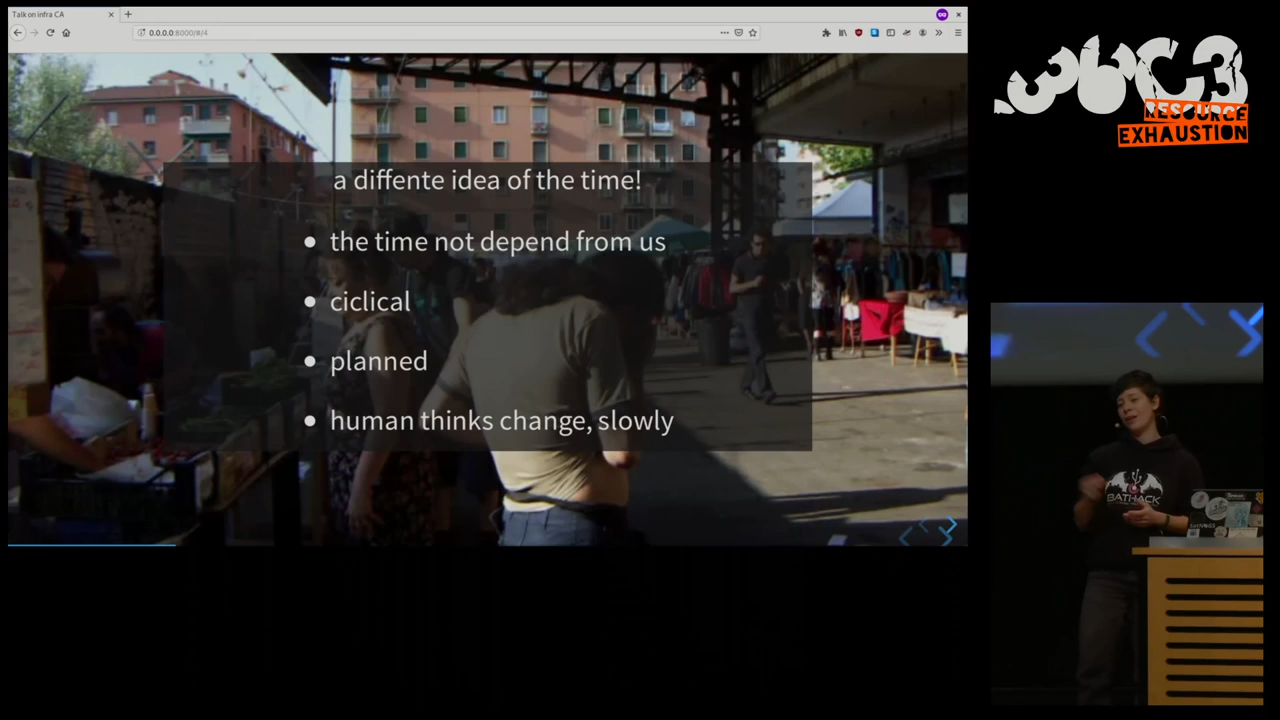 Talk on infra CA
0.0.0.0:8000/#/4
36C3
RESOURCE
EXHAUSTION
a diffente idea of the time!
the time not depend from us
ciclical
planned
human thinks change, slowly
BATHACK